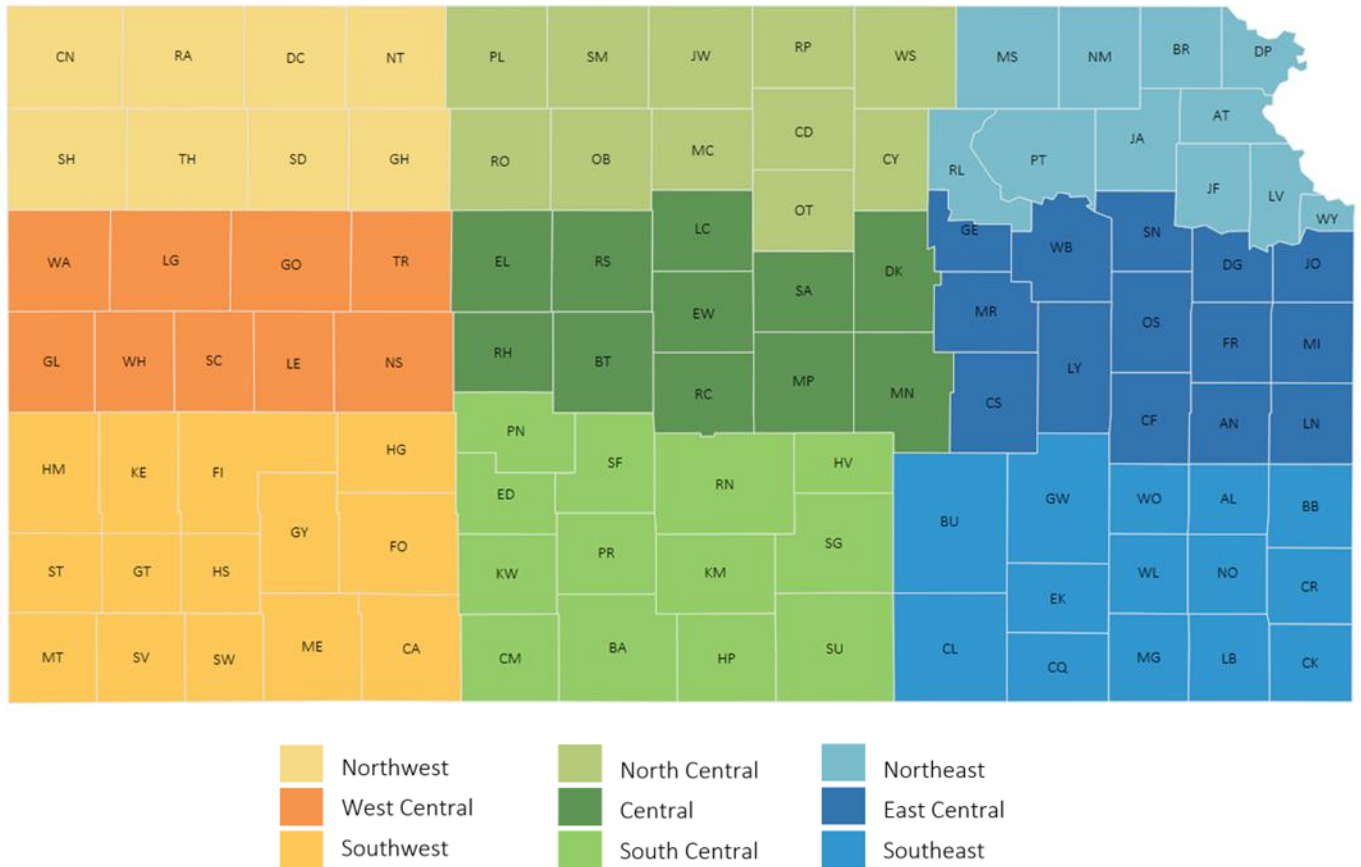 CN RA DC NT PL SM JW RP WS MS NM BR DP
SH TH SD GH RO OB MC CD CY RL PT JA AT
OT JF LV WY
WA LG GO TR EL RS LC SA DK GE WB SN DG JO
GL WH SC LE NS RH BT EW MR OS FR MI
RC MP MN CS LY CF AN LN
HM KE FI HG PN SF RN HV
ED BU GW WO AL BB
GY FO SG
ST GT HS KW PR KM EK WL NO CR
MT SV SW ME CA CM BA HP SU CL CQ MG LB CK
Northwest North Central Northeast
West Central Central East Central
Southwest South Central Southeast